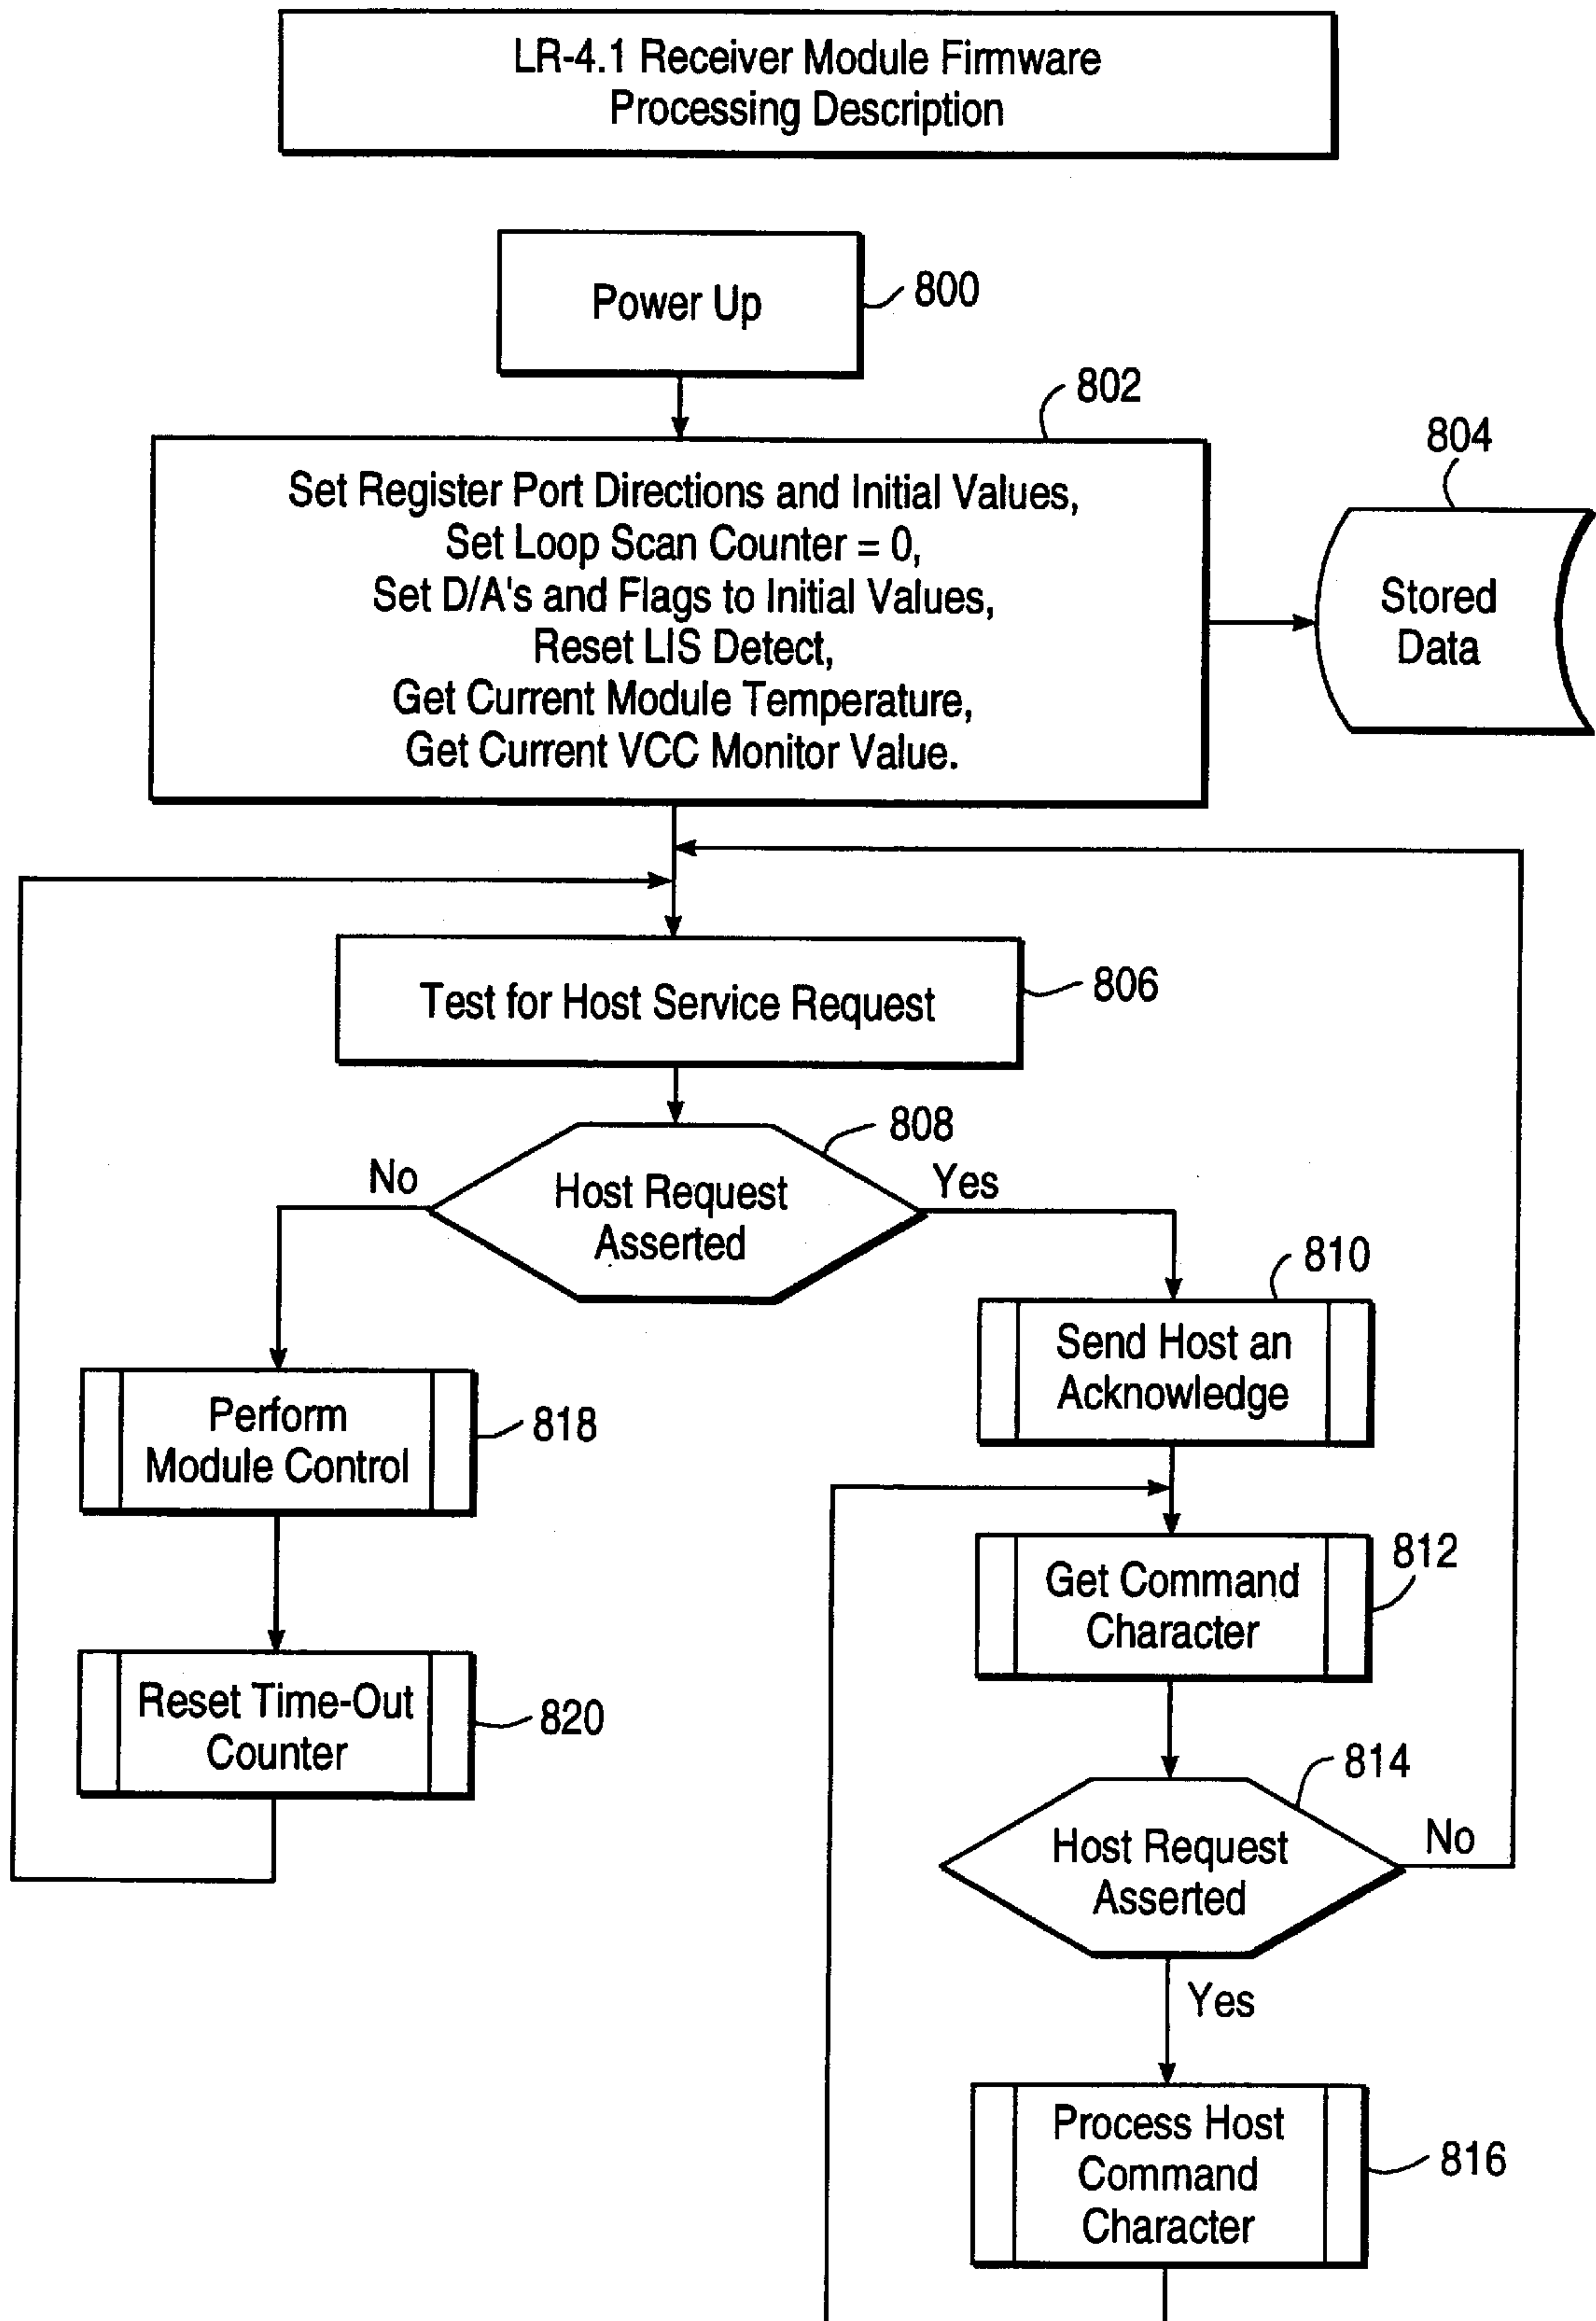 LR-4.1 Receiver Module Firmware
Processing Description
Power Up
800
802
Set Register Port Directions and Initial Values,
Set Loop Scan Counter = 0,
Set D/A's and Flags to Initial Values,
Reset LIS Detect,
Get Current Module Temperature,
Get Current VCC Monitor Value.
804
Stored
Data
Test for Host Service Request
806
808
Host Request
Asserted
No
Yes
810
Send Host an
Acknowledge
Perform
Module Control
818
Get Command
Character
812
Reset Time-Out
Counter
820
814
Host Request
Asserted
No
Yes
Process Host
Command
Character
816